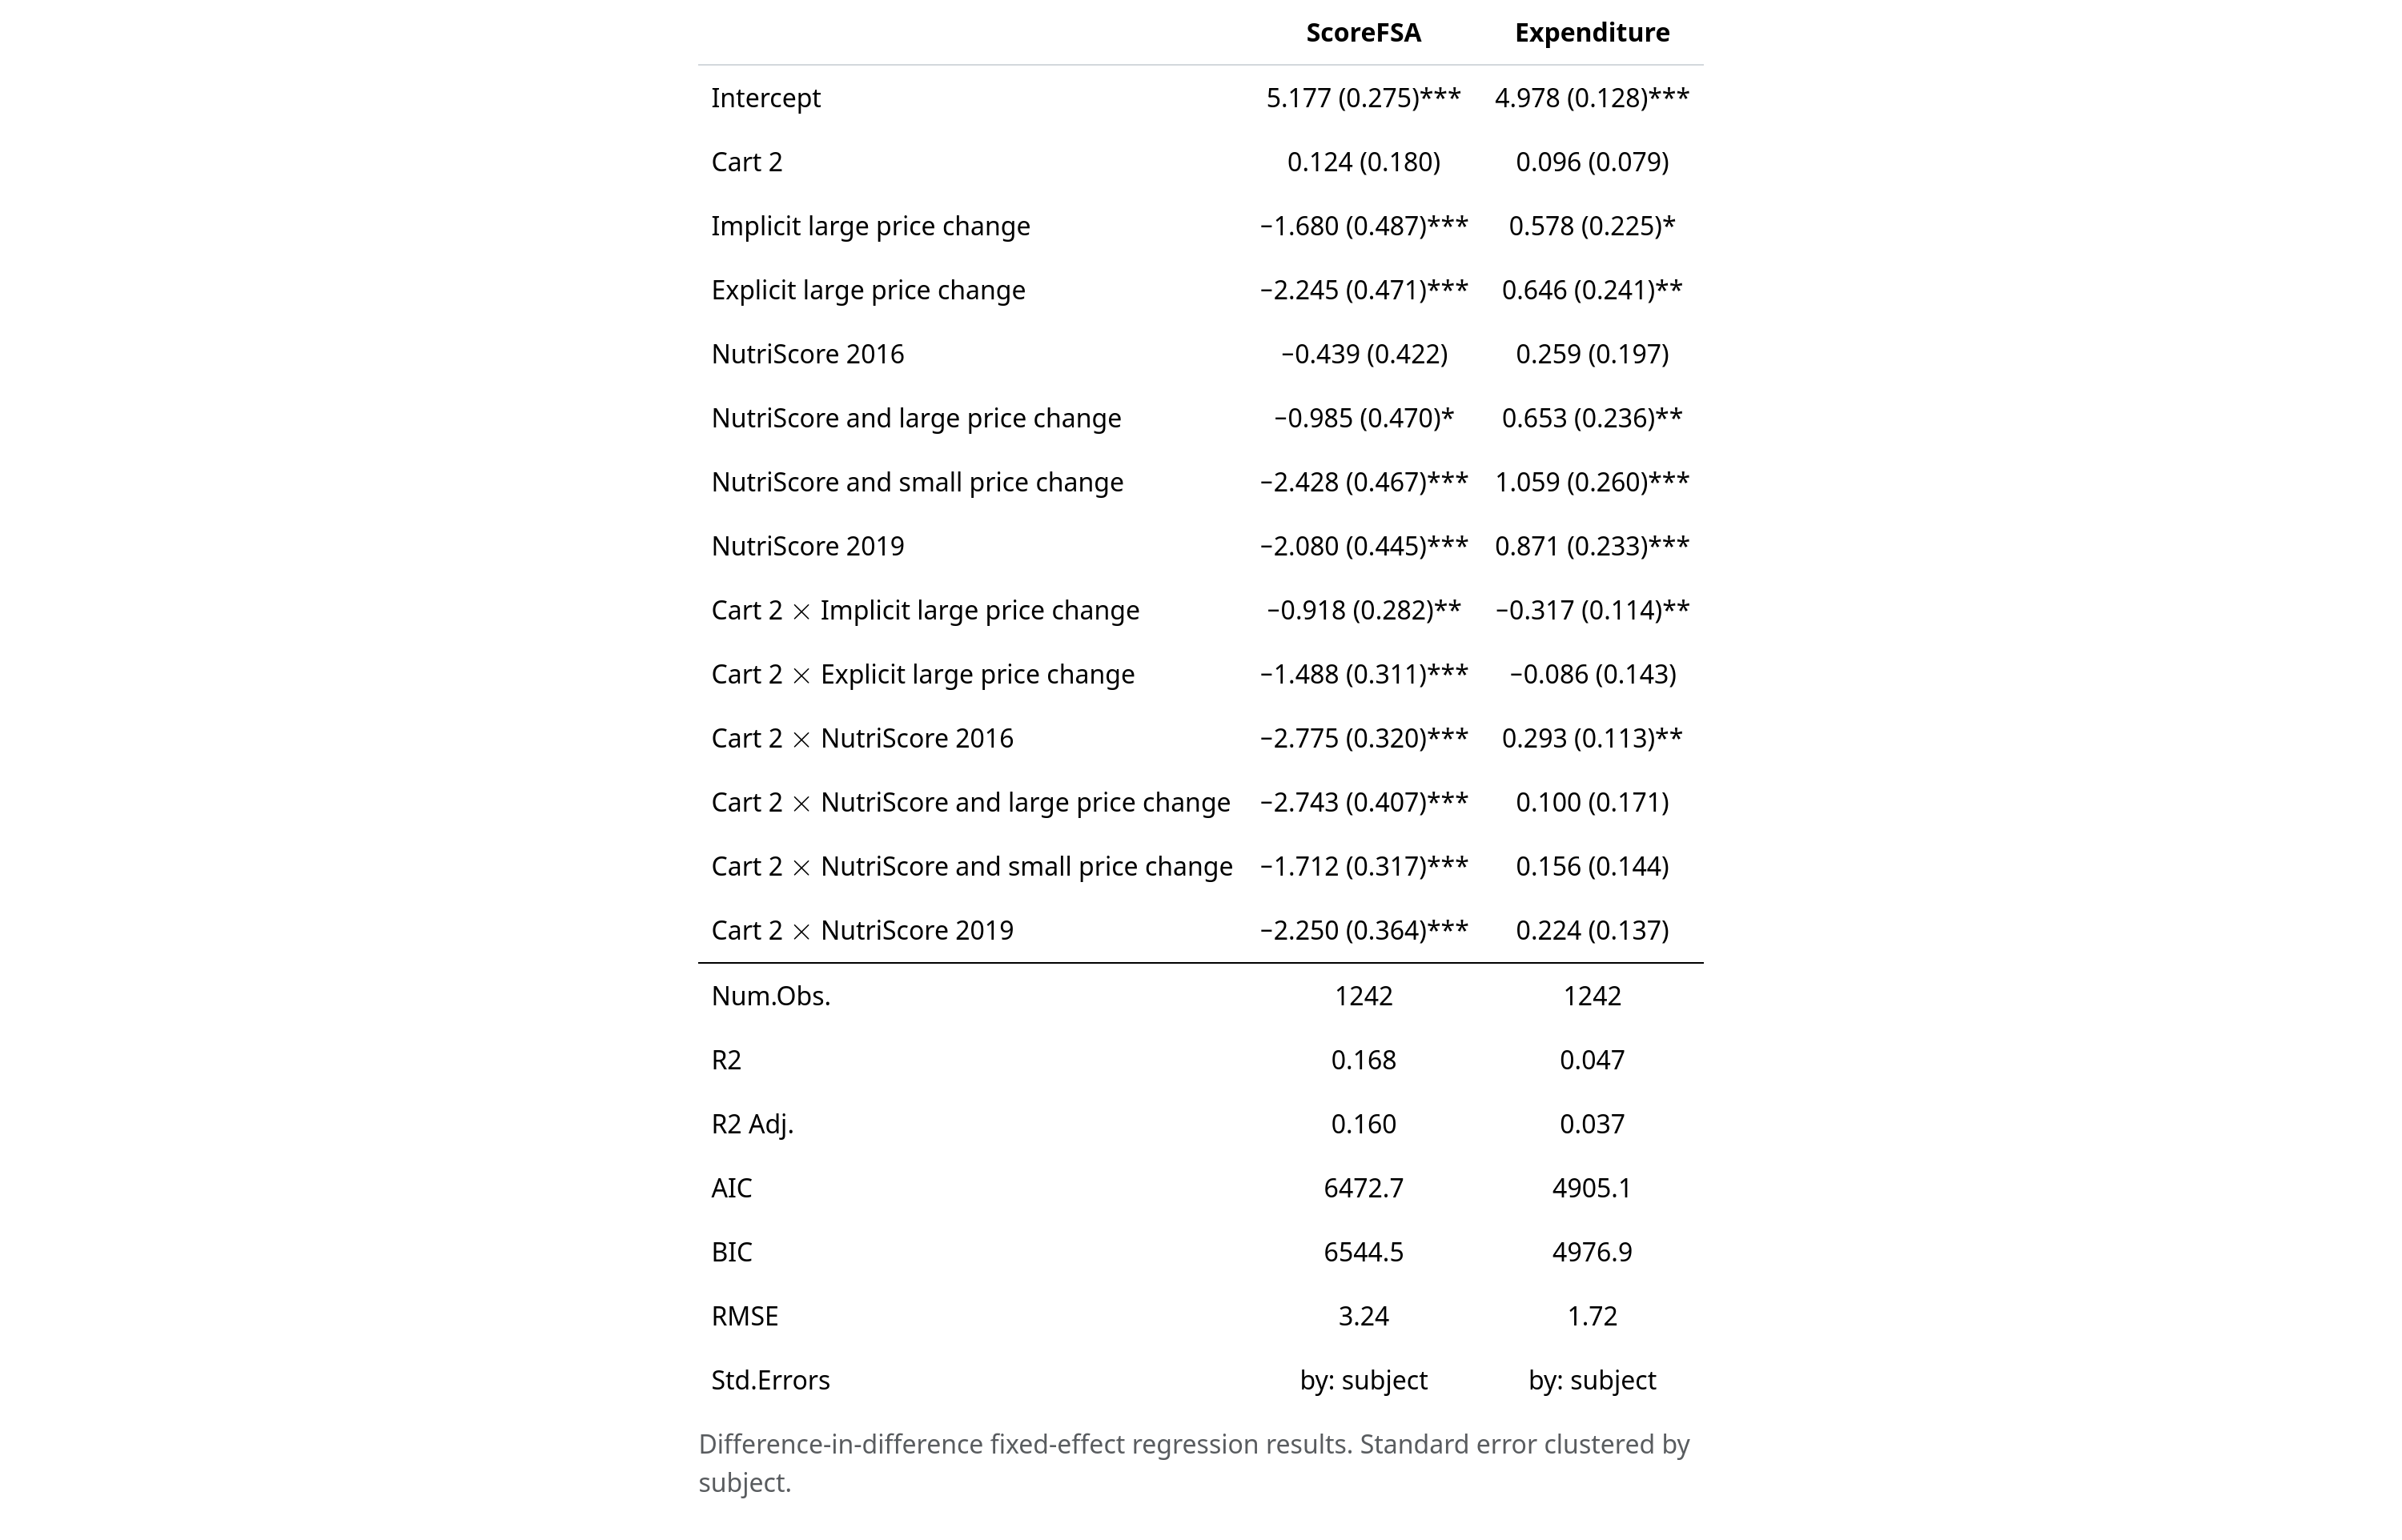 ScoreFSA Expenditure
Intercept 5.177 (0.275)*** 4.978 (0.128)***
Cart 2 0.124 (0.180) 0.096 (0.079)
Implicit large price change −1.680 (0.487)*** 0.578 (0.225)*
Explicit large price change −2.245 (0.471)*** 0.646 (0.241)**
NutriScore 2016 −0.439 (0.422) 0.259 (0.197)
NutriScore and large price change −0.985 (0.470)* 0.653 (0.236)**
NutriScore and small price change −2.428 (0.467)*** 1.059 (0.260)***
NutriScore 2019 −2.080 (0.445)*** 0.871 (0.233)***
Cart 2 × Implicit large price change −0.918 (0.282)** −0.317 (0.114)**
Cart 2 × Explicit large price change −1.488 (0.311)*** −0.086 (0.143)
Cart 2 × NutriScore 2016 −2.775 (0.320)*** 0.293 (0.113)**
Cart 2 × NutriScore and large price change −2.743 (0.407)*** 0.100 (0.171)
Cart 2 × NutriScore and small price change −1.712 (0.317)*** 0.156 (0.144)
Cart 2 × NutriScore 2019 −2.250 (0.364)*** 0.224 (0.137)
Num.Obs. 1242 1242
R2 0.168 0.047
R2 Adj. 0.160 0.037
AIC 6472.7 4905.1
BIC 6544.5 4976.9
RMSE 3.24 1.72
Std.Errors by: subject by: subject
Difference-in-difference fixed-effect regression results. Standard error clustered by
subject.